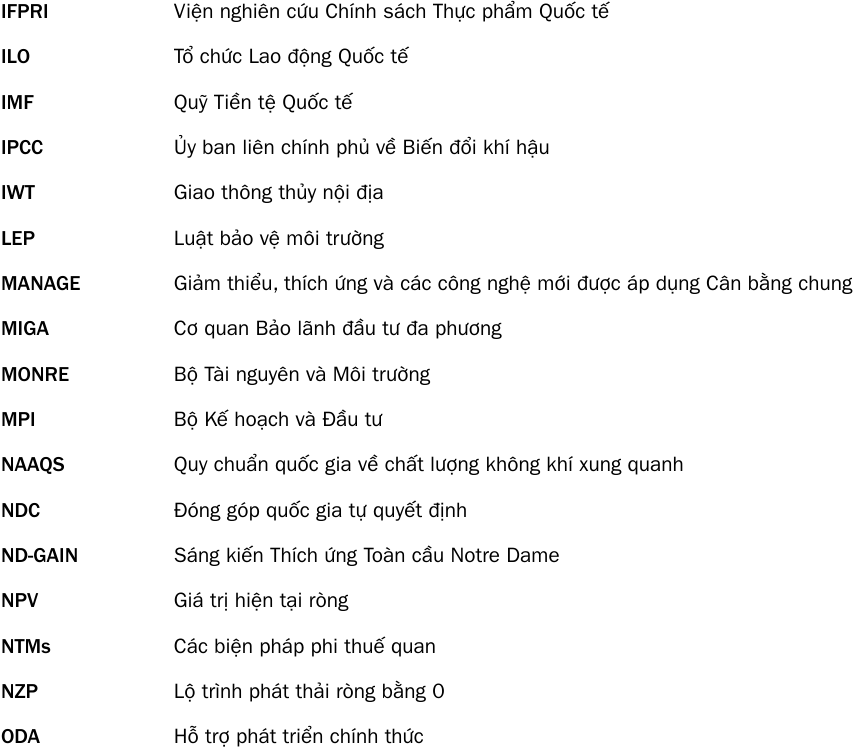 IFPRI Viện nghiên cứu Chính sách Thực phẩm Quốc tế
ILO Tổ chức Lao động Quốc tế
IMF Quỹ Tiền tệ Quốc tế
IPCC Ủy ban liên chính phủ về Biến đổi khí hậu
IWT Giao thông thủy nội địa
LEP Luật bảo vệ môi trường
MANAGE Giảm thiểu, thích ứng và các công nghệ mới được áp dụng Cân bằng chung
MIGA Cơ quan Bảo lãnh đầu tư đa phương
MONRE Bộ Tài nguyên và Môi trường
MPI Bộ Kế hoạch và Đầu tư
NAAQS Quy chuẩn quốc gia về chất lượng không khí xung quanh
NDC Đóng góp quốc gia tự quyết định
ND-GAIN Sáng kiến Thích ứng Toàn cầu Notre Dame
NPV Giá trị hiện tại ròng
NTMs Các biện pháp phi thuế quan
NZP Lộ trình phát thải ròng bằng 0
ODA Hỗ trợ phát triển chính thức